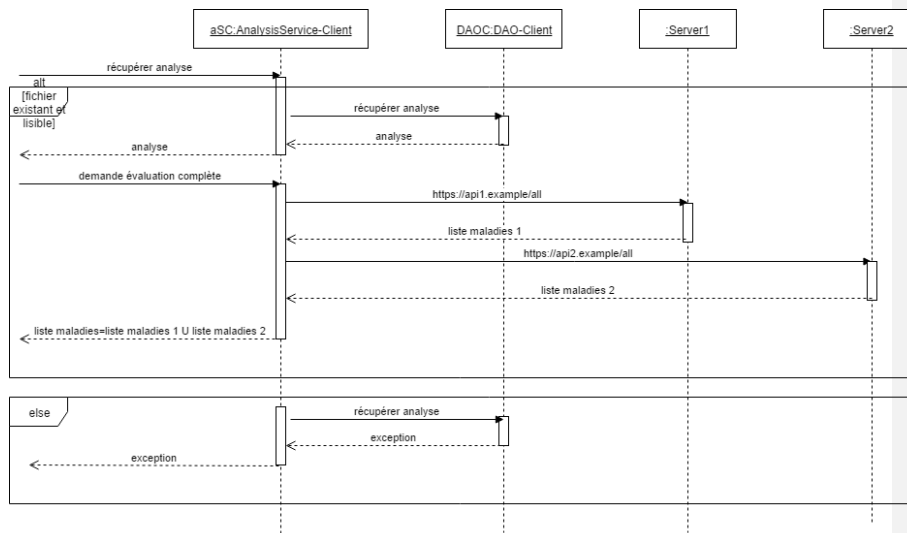 aSC:AnalysisService-Client
DAOC:DAO-Client
:Server1
:Server2
récupérer analyse
alt
[fichier
existant et
lisible]
récupérer analyse
analyse
analyse
demande évaluation complète
https://api1.example/all
liste maladies 1
https://api2.example/all
liste maladies 2
liste maladies=liste maladies 1 U liste maladies 2
else
récupérer analyse
exception
exception